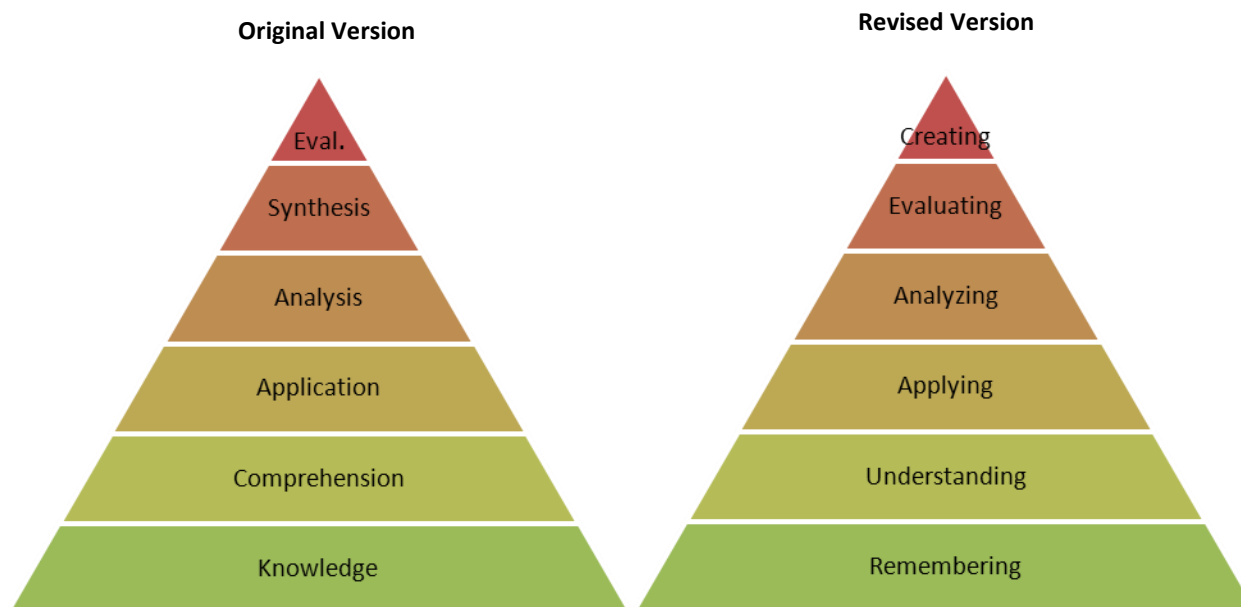 Original Version
Eval.
Synthesis
Analysis
Application
Comprehension
Knowledge
Revised Version
Creating
Evaluating
Analyzing
Applying
Understanding
Remembering